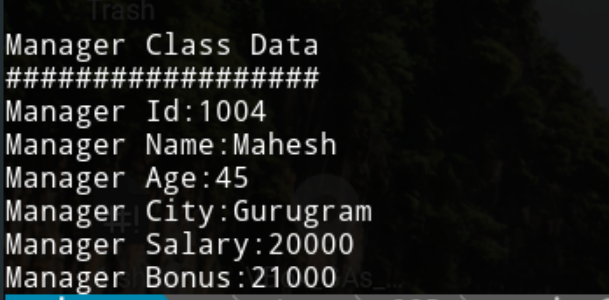 Trash
Manager Class Data
##################
Manager Id:1004
Manager Name:Mahesh
Manager Age:45
Manager City:Gurugram
Manager Salary:20000
Manager Bonus:21000